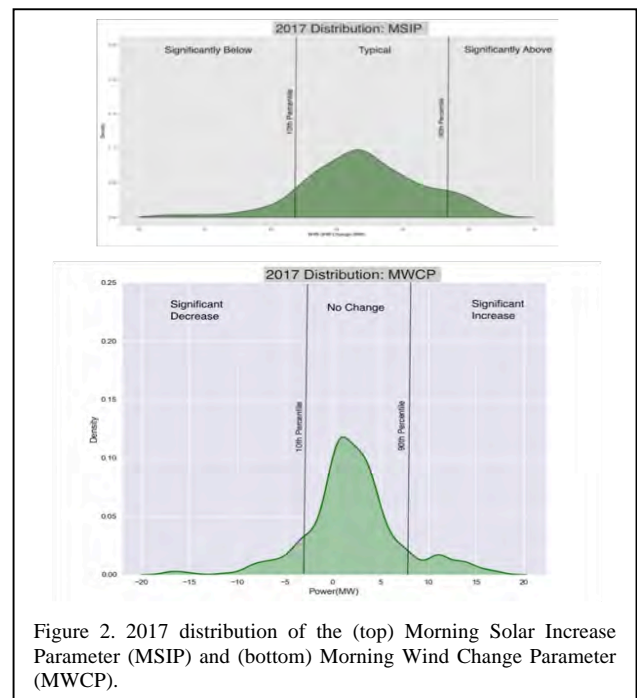 2017 Distribution: MSIP
Significantly Below Typical Significantly Above
10th Percentile
90th Percentile
Density
2017 Distribution: MWCP
0.25
Significant
Decrease
No Change
Significant
Increase
0.20
0.15
10th Percentile
90th Percentile
Density
0.10
0.05
0.00
−20 −15 −10 −5 0 5 10 15 20
Power(MW)
Figure 2. 2017 distribution of the (top) Morning Solar Increase
Parameter (MSIP) and (bottom) Morning Wind Change Parameter
(MWCP).